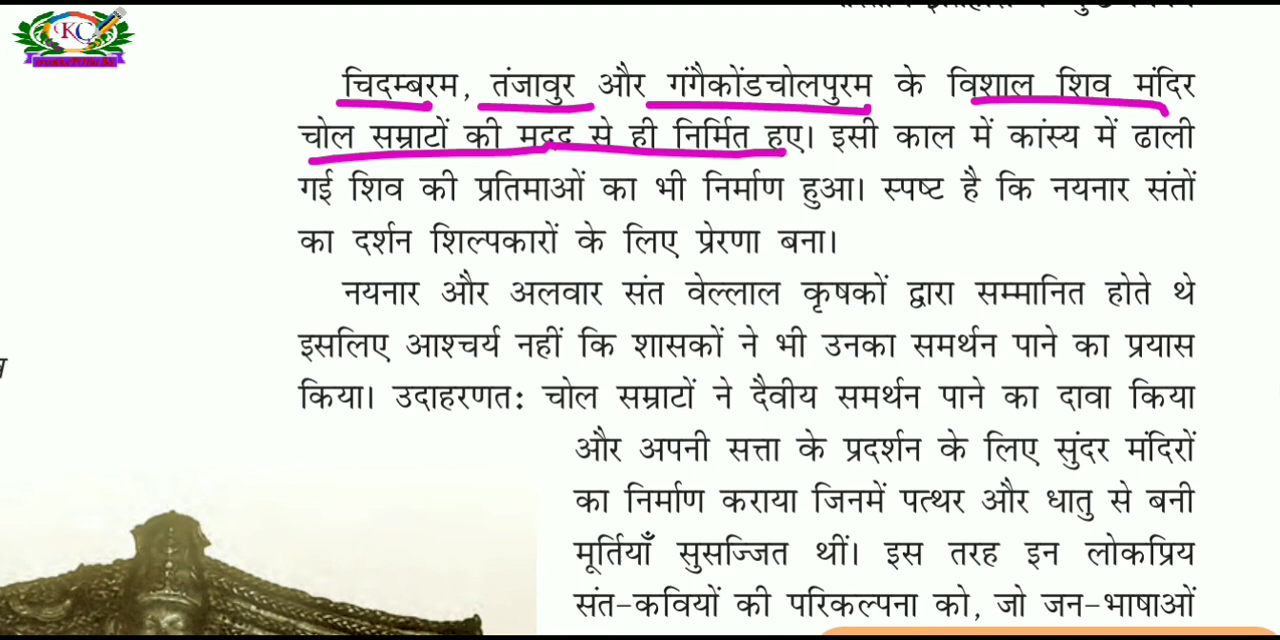 KC
चिदम्बरम, तंजावुर और गंगैकोंडचोलपुरम के विशाल शिव मंदिर
चोल सम्राटों की मदद से ही निर्मित हुए। इसी काल में कांस्य में ढाली
गई शिव की प्रतिमाओं का भी निर्माण हुआ। स्पष्ट है कि नयनार संतों
का दर्शन शिल्पकारों के लिए प्रेरणा बना।
नयनार और अलवार संत वेल्लाल कृषकों द्वारा सम्मानित होते थे
इसलिए आश्चर्य नहीं कि शासकों ने भी उनका समर्थन पाने का प्रयास
किया। उदाहरणत: चोल सम्राटों ने दैवीय समर्थन पाने का दावा किया
और अपनी सत्ता के प्रदर्शन के लिए सुंदर मंदिरों
का निर्माण कराया जिनमें पत्थर और धातु से बनी
मूर्तियाँ सुसज्जित थीं। इस तरह इन लोकप्रिय
संत-कवियों की परिकल्पना को, जो जन-भाषाओं